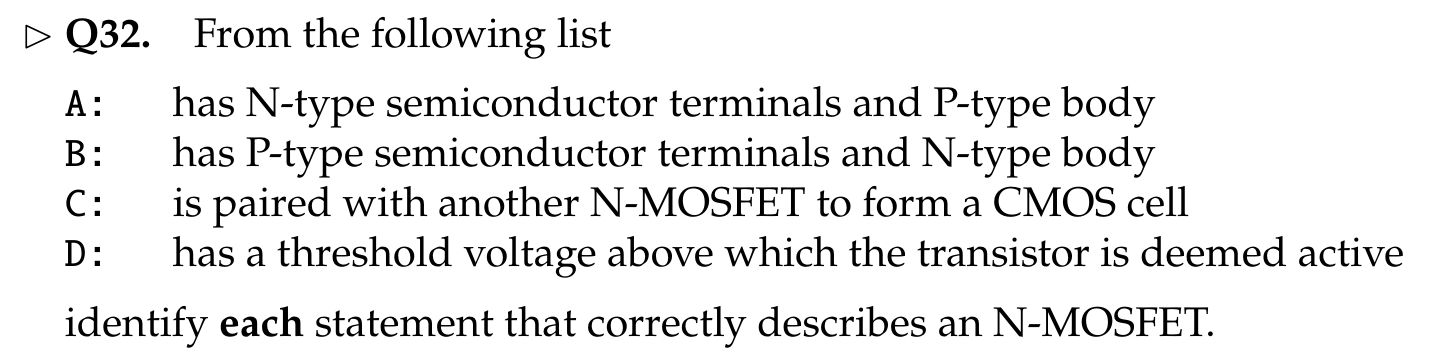 ▷ Q32. From the following list
A: has N-type semiconductor terminals and P-type body
B: has P-type semiconductor terminals and N-type body
C: is paired with another N-MOSFET to form a CMOS cell
D: has a threshold voltage above which the transistor is deemed active
identify each statement that correctly describes an N-MOSFET.